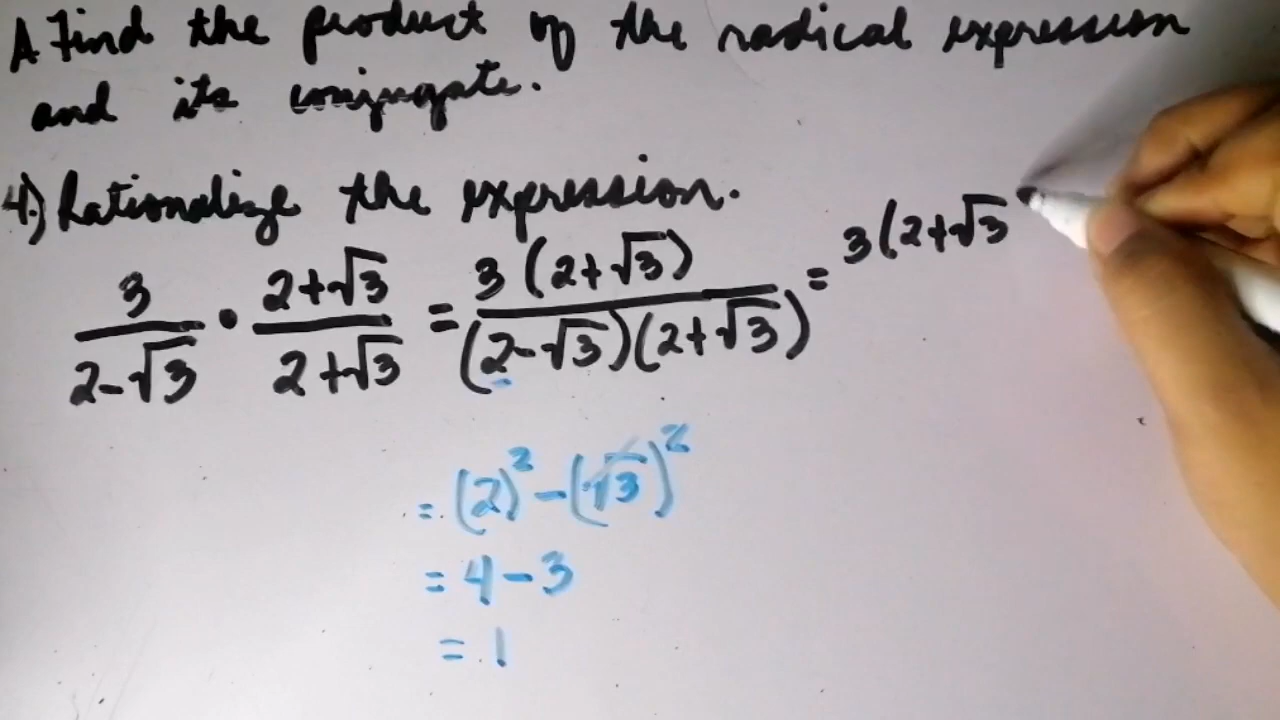 A. Find the product of the radical expression
and its conjugate.
4.) Rationalize the expression.
3/(2-√3) • (2+√3)/(2+√3) = 3(2+√3)/((2-√3)(2+√3)) = 3(2+√3
= (2)² - (√3)²
= 4 - 3
= 1